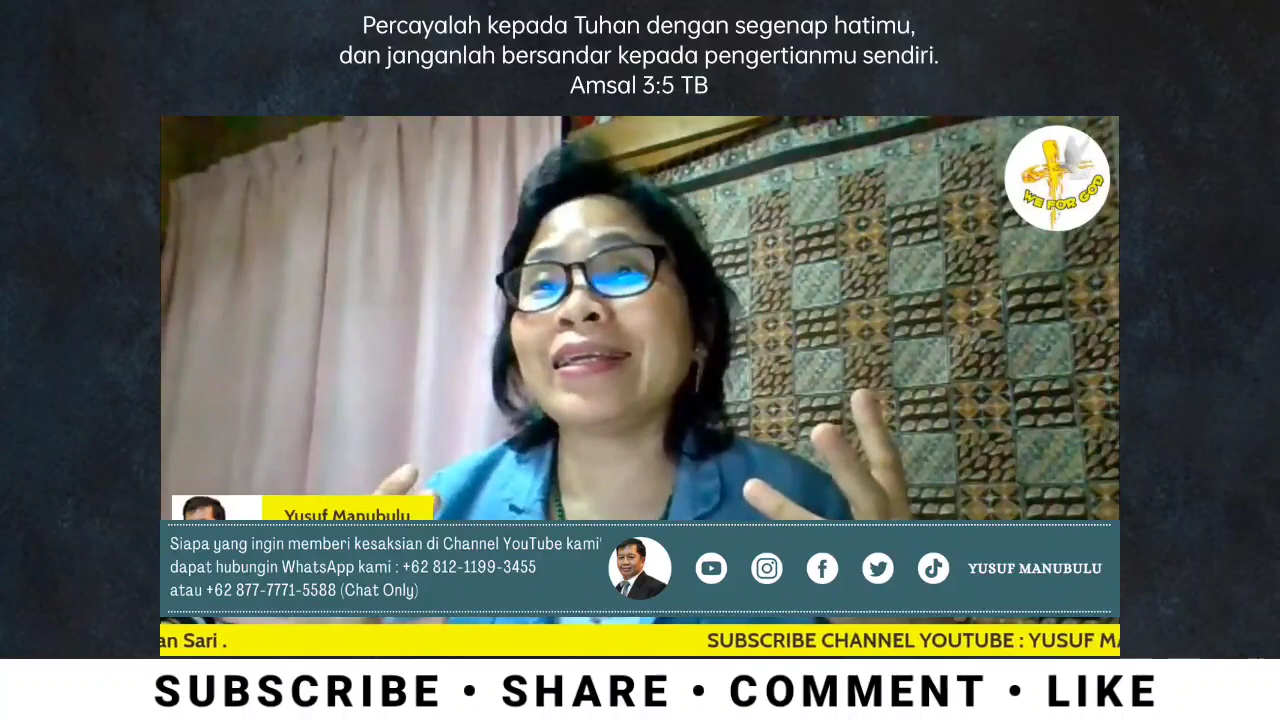 Percayalah kepada Tuhan dengan segenap hatimu,
dan janganlah bersandar kepada pengertianmu sendiri.
Amsal 3:5 TB
WE FOR GOD
Yusuf Manubulu
Siapa yang ingin memberi kesaksian di Channel YouTube kami'
dapat hubungin WhatsApp kami : +62 812-1199-3455
atau +62 877-7771-5588 (Chat Only)
YUSUF MANUBULU
an Sari . SUBSCRIBE CHANNEL YOUTUBE : YUSUF MA
SUBSCRIBE • SHARE • COMMENT • LIKE